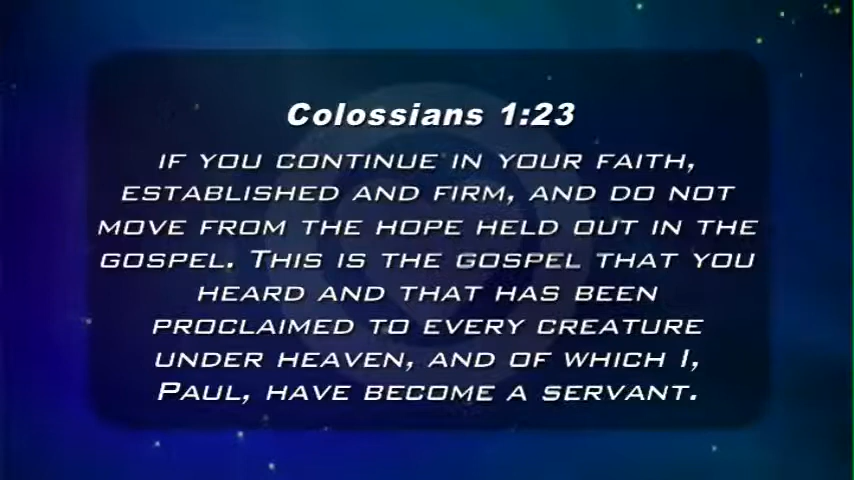 Colossians 1:23
IF YOU CONTINUE IN YOUR FAITH,
ESTABLISHED AND FIRM, AND DO NOT
MOVE FROM THE HOPE HELD OUT IN THE
GOSPEL. THIS IS THE GOSPEL THAT YOU
HEARD AND THAT HAS BEEN
PROCLAIMED TO EVERY CREATURE
UNDER HEAVEN, AND OF WHICH I,
PAUL, HAVE BECOME A SERVANT.